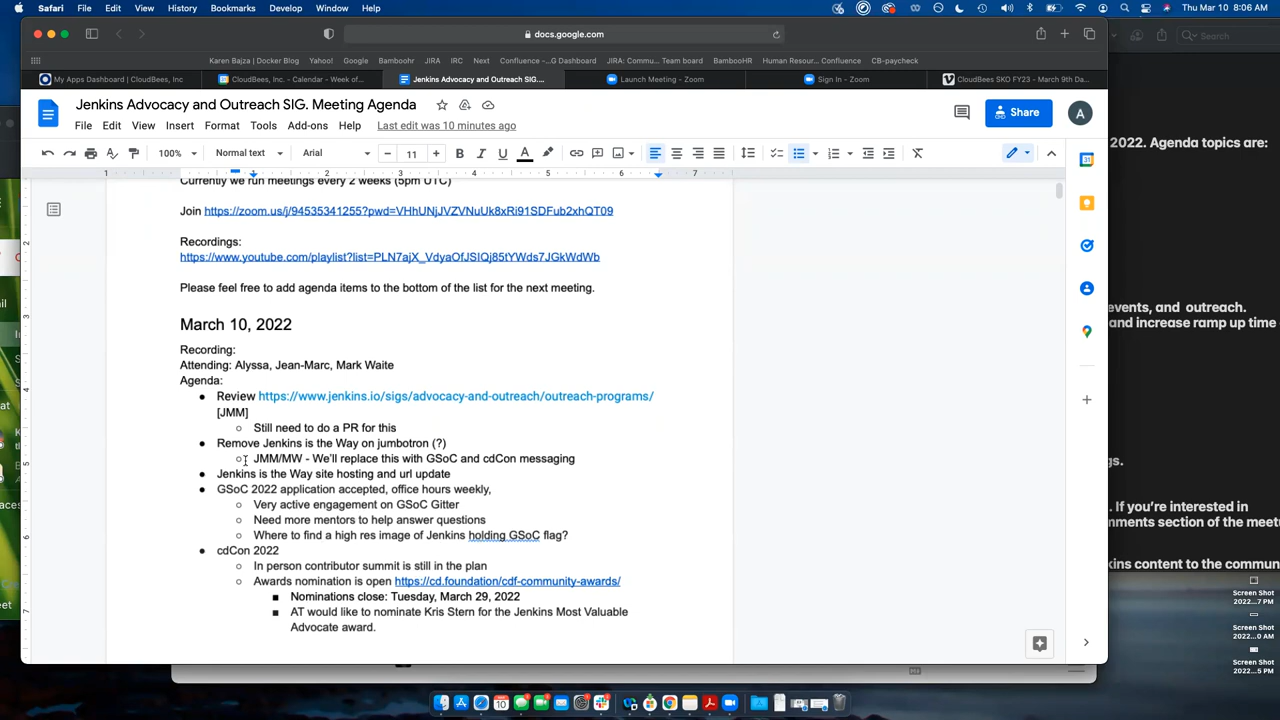 Safari File Edit View History Bookmarks Develop Window Help Thu Mar 10 8:06 AM
docs.google.com
Search
Karen Bajza | Docker Blog Yahoo! Google Bamboohr JIRA IRC Next Confluence -...G Dashboard JIRA: Commu... Team board BambooHR Human Resour...Confluence CB-paycheck
My Apps Dashboard | CloudBees, Inc CloudBees, Inc. - Calendar - Week of... Jenkins Advocacy and Outreach SIG.... Launch Meeting - Zoom Sign In - Zoom CloudBees SKO FY23 - March 9th Da...
Jenkins Advocacy and Outreach SIG. Meeting Agenda
Share A
File Edit View Insert Format Tools Add-ons Help Last edit was 10 minutes ago
100% Normal text Arial 11 B I U A
1 1 2 3 4 5 6 7
Currently we run meetings every 2 weeks (5pm UTC)
Join https://zoom.us/j/94535341255?pwd=VHhUNjJVZVNuUk8xRi91SDFub2xhQT09
Recordings:
https://www.youtube.com/playlist?list=PLN7ajX_VdyaOfJSIQj85tYWds7JGkWdWb
Please feel free to add agenda items to the bottom of the list for the next meeting.
March 10, 2022
Recording:
Attending: Alyssa, Jean-Marc, Mark Waite
Agenda:
● Review https://www.jenkins.io/sigs/advocacy-and-outreach/outreach-programs/
[JMM]
○ Still need to do a PR for this
● Remove Jenkins is the Way on jumbotron (?)
○ JMM/MW - We'll replace this with GSoC and cdCon messaging
● Jenkins is the Way site hosting and url update
● GSoC 2022 application accepted, office hours weekly,
○ Very active engagement on GSoC Gitter
○ Need more mentors to help answer questions
○ Where to find a high res image of Jenkins holding GSoC flag?
● cdCon 2022
○ In person contributor summit is still in the plan
○ Awards nomination is open https://cd.foundation/cdf-community-awards/
■ Nominations close: Tuesday, March 29, 2022
■ AT would like to nominate Kris Stern for the Jenkins Most Valuable
Advocate award.
2022. Agenda topics are:
events, and outreach.
and increase ramp up time
gs.
. If you're interested in
nments section of the meet
kins content to the commun
Screen Shot
2022...7 PM
Screen Shot
2022...0 AM
Screen Shot
2022...5 PM